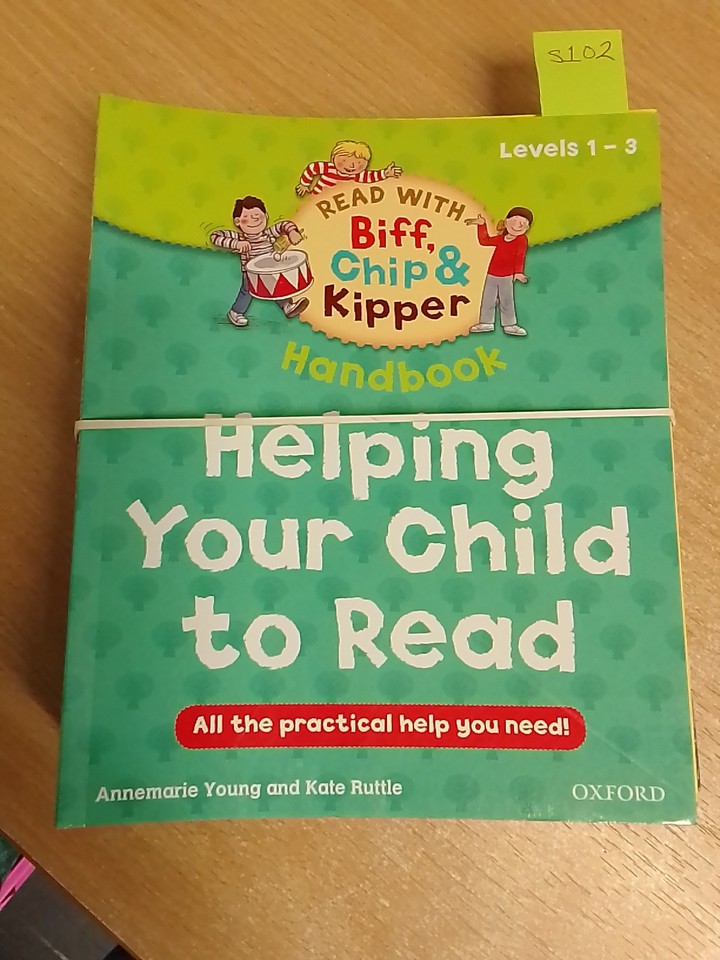 S102
Levels 1 – 3
READ WITH
Biff,
Chip &
Kipper
Handbook
Helping
Your Child
to Read
All the practical help you need!
Annemarie Young and Kate Ruttle
OXFORD